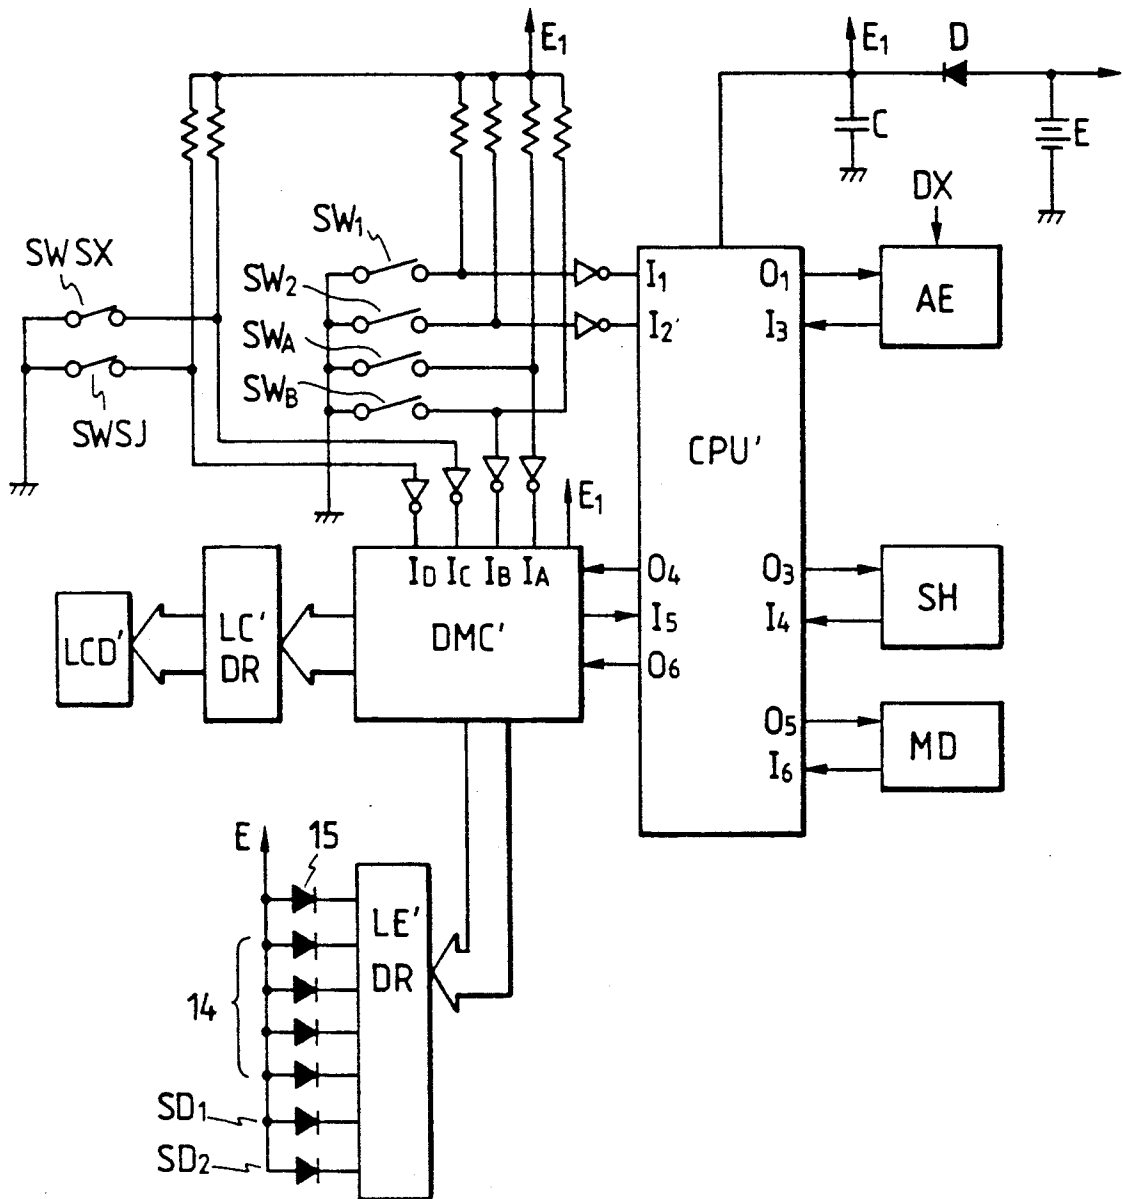 E1
E1
D
C
E
DX
SW1
SWSX
SW2
I1
O1
AE
I2'
I3
SWA
SWB
SWSJ
CPU'
E1
ID IC IB IA
O4
O3
SH
LCD'
LC'
DR
DMC'
I5
I4
O6
O5
MD
I6
E
15
LE'
DR
14
SD1
SD2